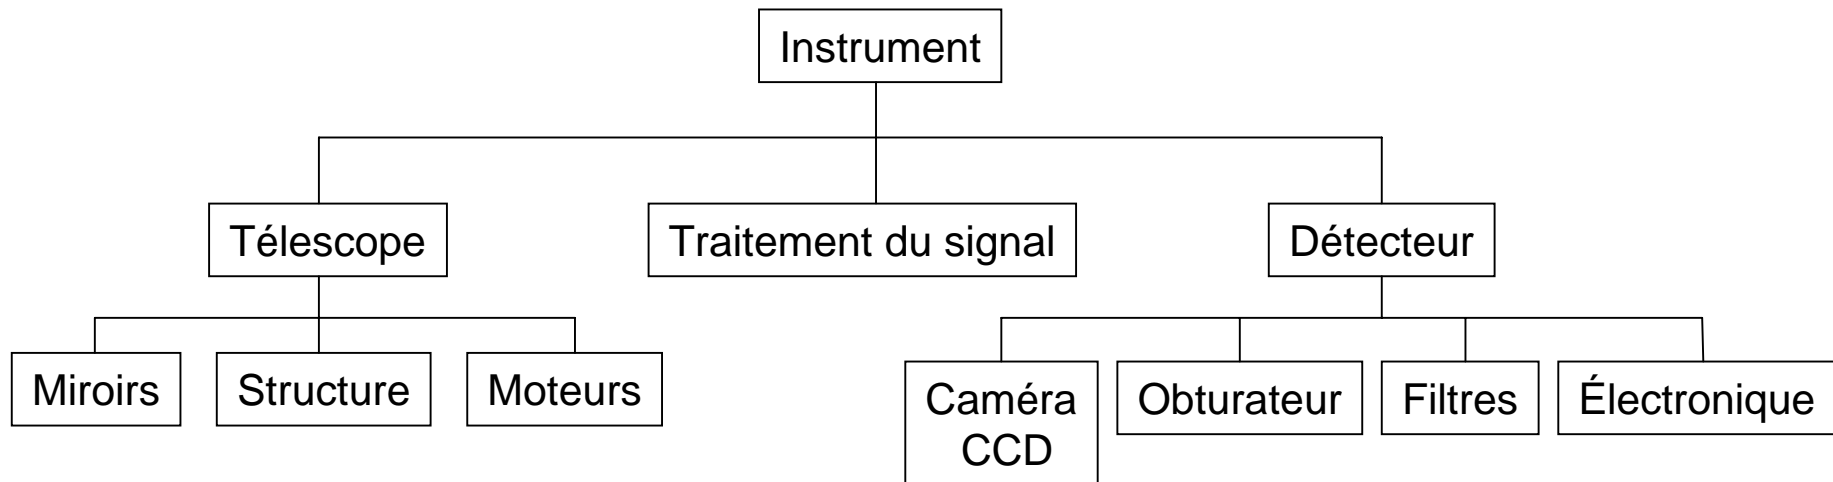 Instrument
Télescope
Traitement du signal
Détecteur
Miroirs
Structure
Moteurs
Caméra
CCD
Obturateur
Filtres
Électronique